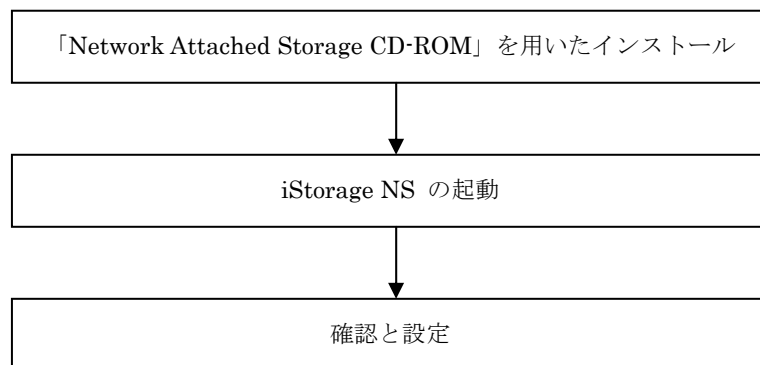 「Network Attached Storage CD-ROM」を用いたインストール
iStorage NS の起動
確認と設定